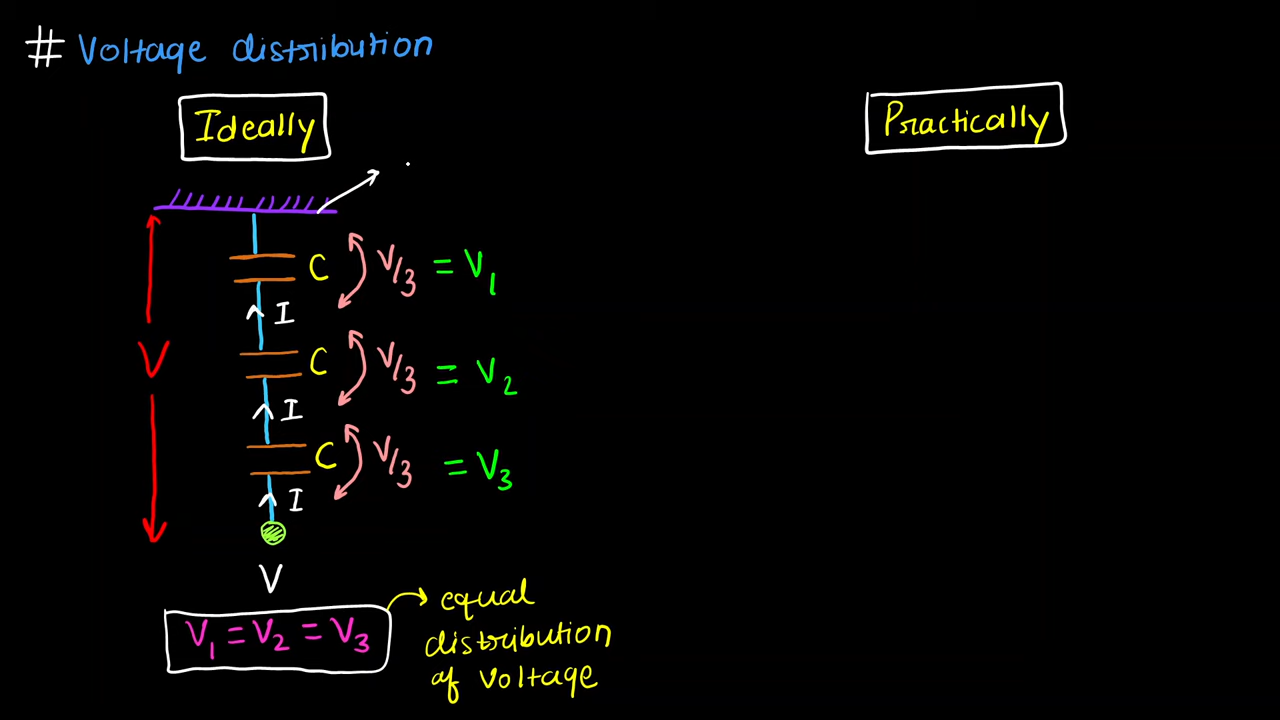 # Voltage distribution
Ideally
Practically
C V/3 = V1
I
V
C V/3 = V2
I
C V/3 = V3
I
V
V1 = V2 = V3
equal
distribution
of voltage